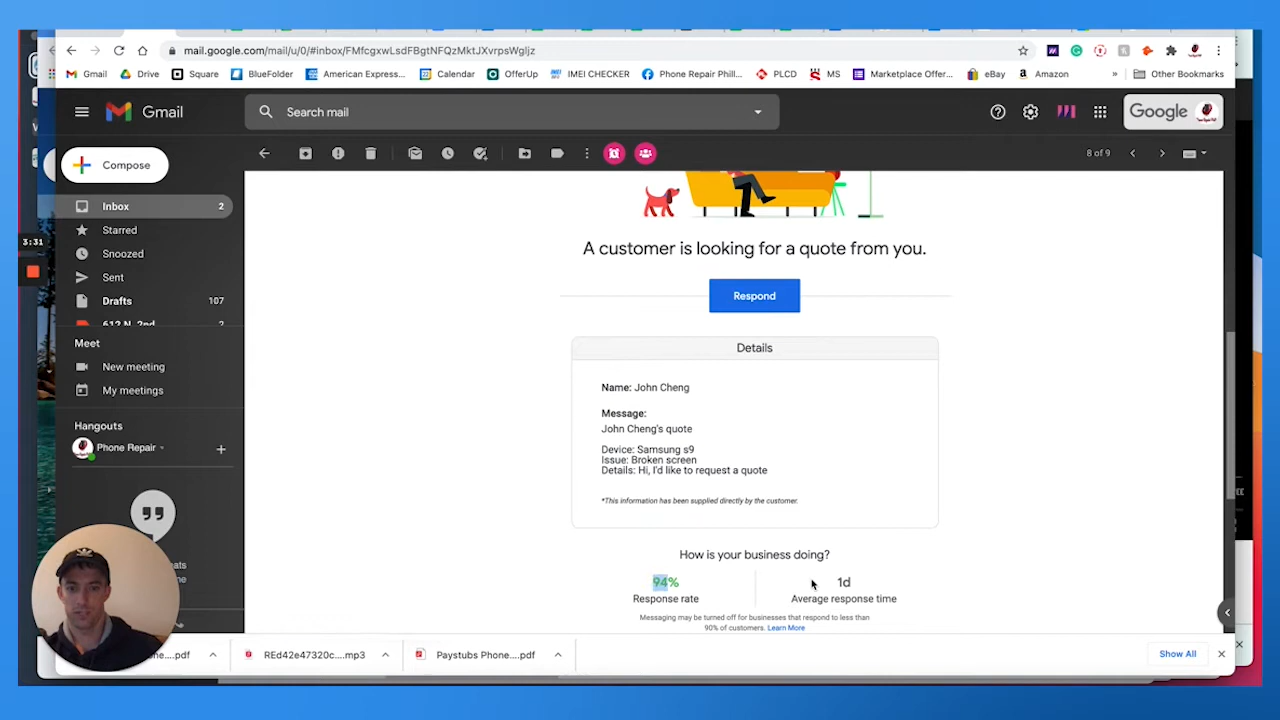 mail.google.com/mail/u/0/#inbox/FMfcgxwLsdFBgtNFQzMktJXvrpsWgljz
Gmail
Drive
Square
BlueFolder
American Express...
Calendar
OfferUp
IMEI CHECKER
Phone Repair Phill...
PLCD
MS
Marketplace Offer...
eBay
Amazon
»
Other Bookmarks
Gmail
Search mail
Google
Compose
8 of 9
Inbox
2
3:31
Starred
Snoozed
Sent
Drafts
107
612 N. 2nd
2
Meet
New meeting
My meetings
Hangouts
Phone Repair
A customer is looking for a quote from you.
Respond
Details
Name: John Cheng
Message:
John Cheng's quote
Device: Samsung s9
Issue: Broken screen
Details: Hi, I'd like to request a quote
*This information has been supplied directly by the customer.
How is your business doing?
94%
Response rate
1d
Average response time
Messaging may be turned off for businesses that respond to less than
90% of customers. Learn More
REd42e47320c....mp3
Paystubs Phone....pdf
Show All